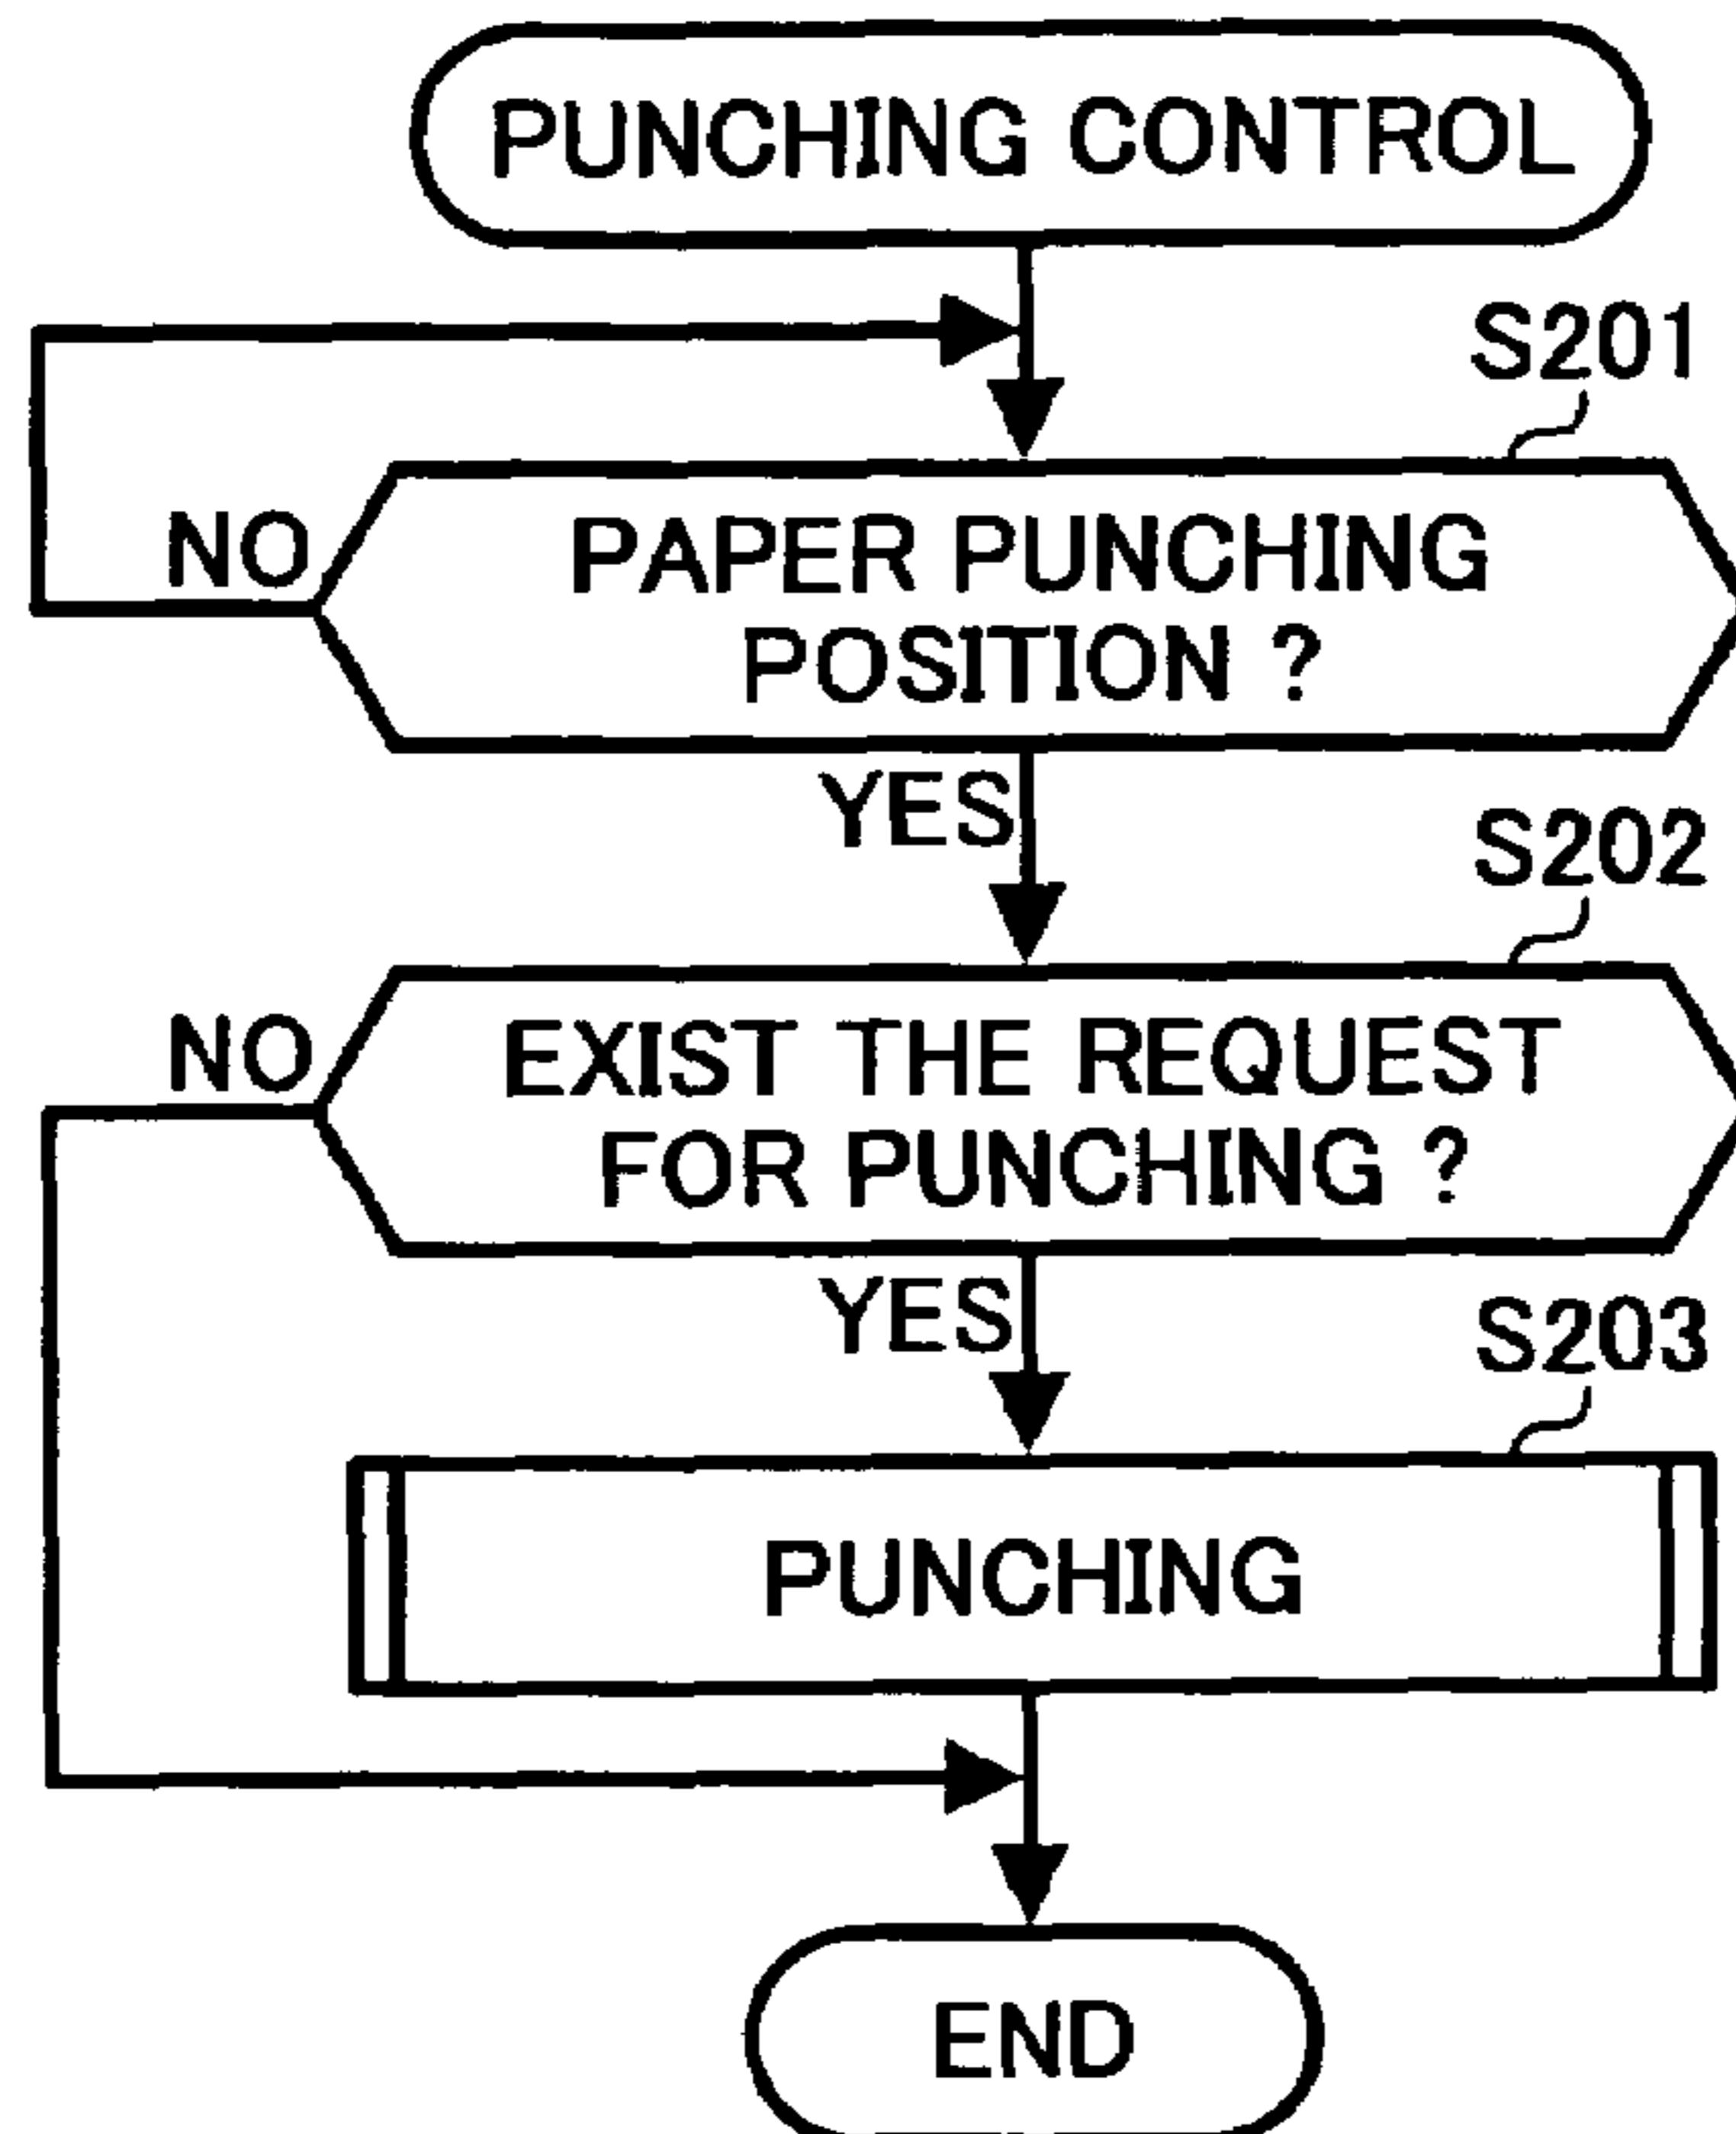 PUNCHING CONTROL
S201
NO
PAPER PUNCHING
POSITION ?
YES
S202
NO
EXIST THE REQUEST
FOR PUNCHING ?
YES
S203
PUNCHING
END